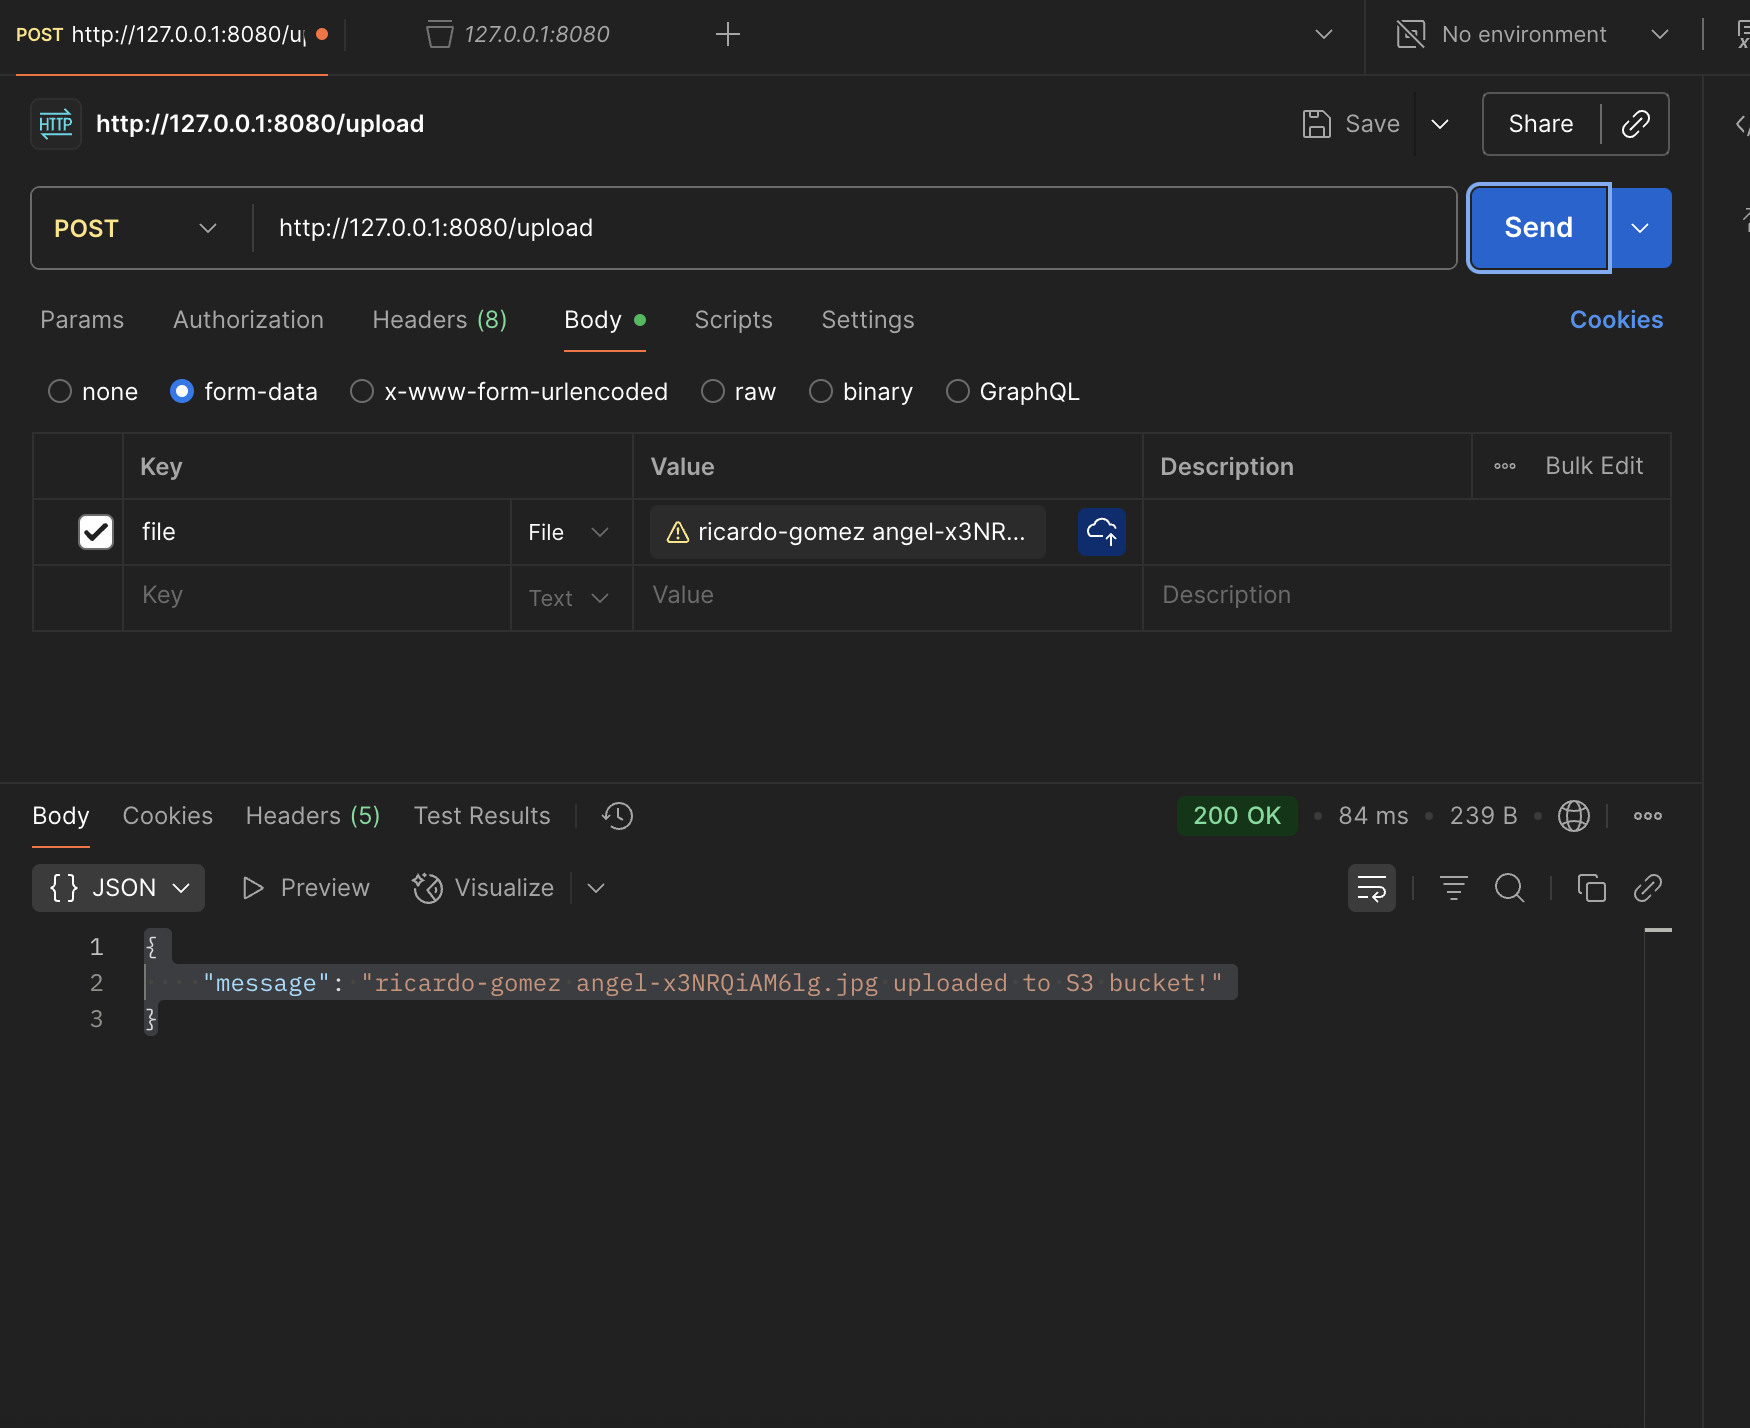 POST http://127.0.0.1:8080/u
127.0.0.1:8080
No environment
HTTP
http://127.0.0.1:8080/upload
Save
Share
POST
http://127.0.0.1:8080/upload
Send
Params
Authorization
Headers (8)
Body
Scripts
Settings
Cookies
none
form-data
x-www-form-urlencoded
raw
binary
GraphQL
Key
Value
Description
Bulk Edit
file
File
ricardo-gomez angel-x3NR...
Key
Text
Value
Description
Body
Cookies
Headers (5)
Test Results
200 OK
84 ms
239 B
{ } JSON
Preview
Visualize
1 {
2 "message": "ricardo-gomez angel-x3NRQiAM6lg.jpg uploaded to S3 bucket!"
3 }